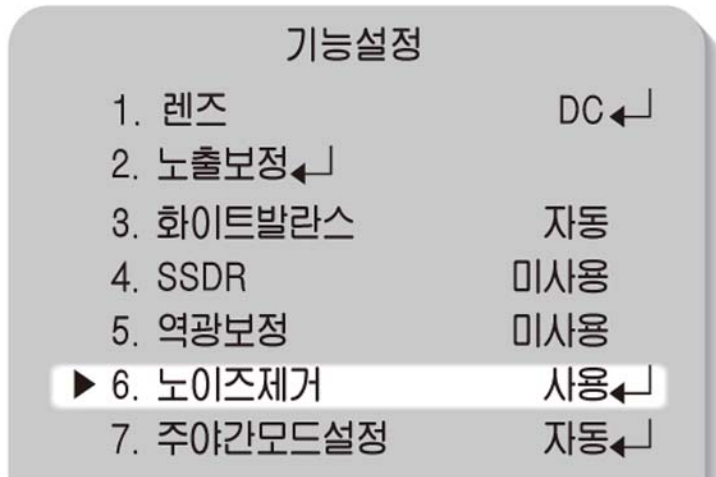 기능설정
1. 렌즈 DC↲
2. 노출보정↲
3. 화이트발란스 자동
4. SSDR 미사용
5. 역광보정 미사용
▶ 6. 노이즈제거 사용↲
7. 주야간모드설정 자동↲